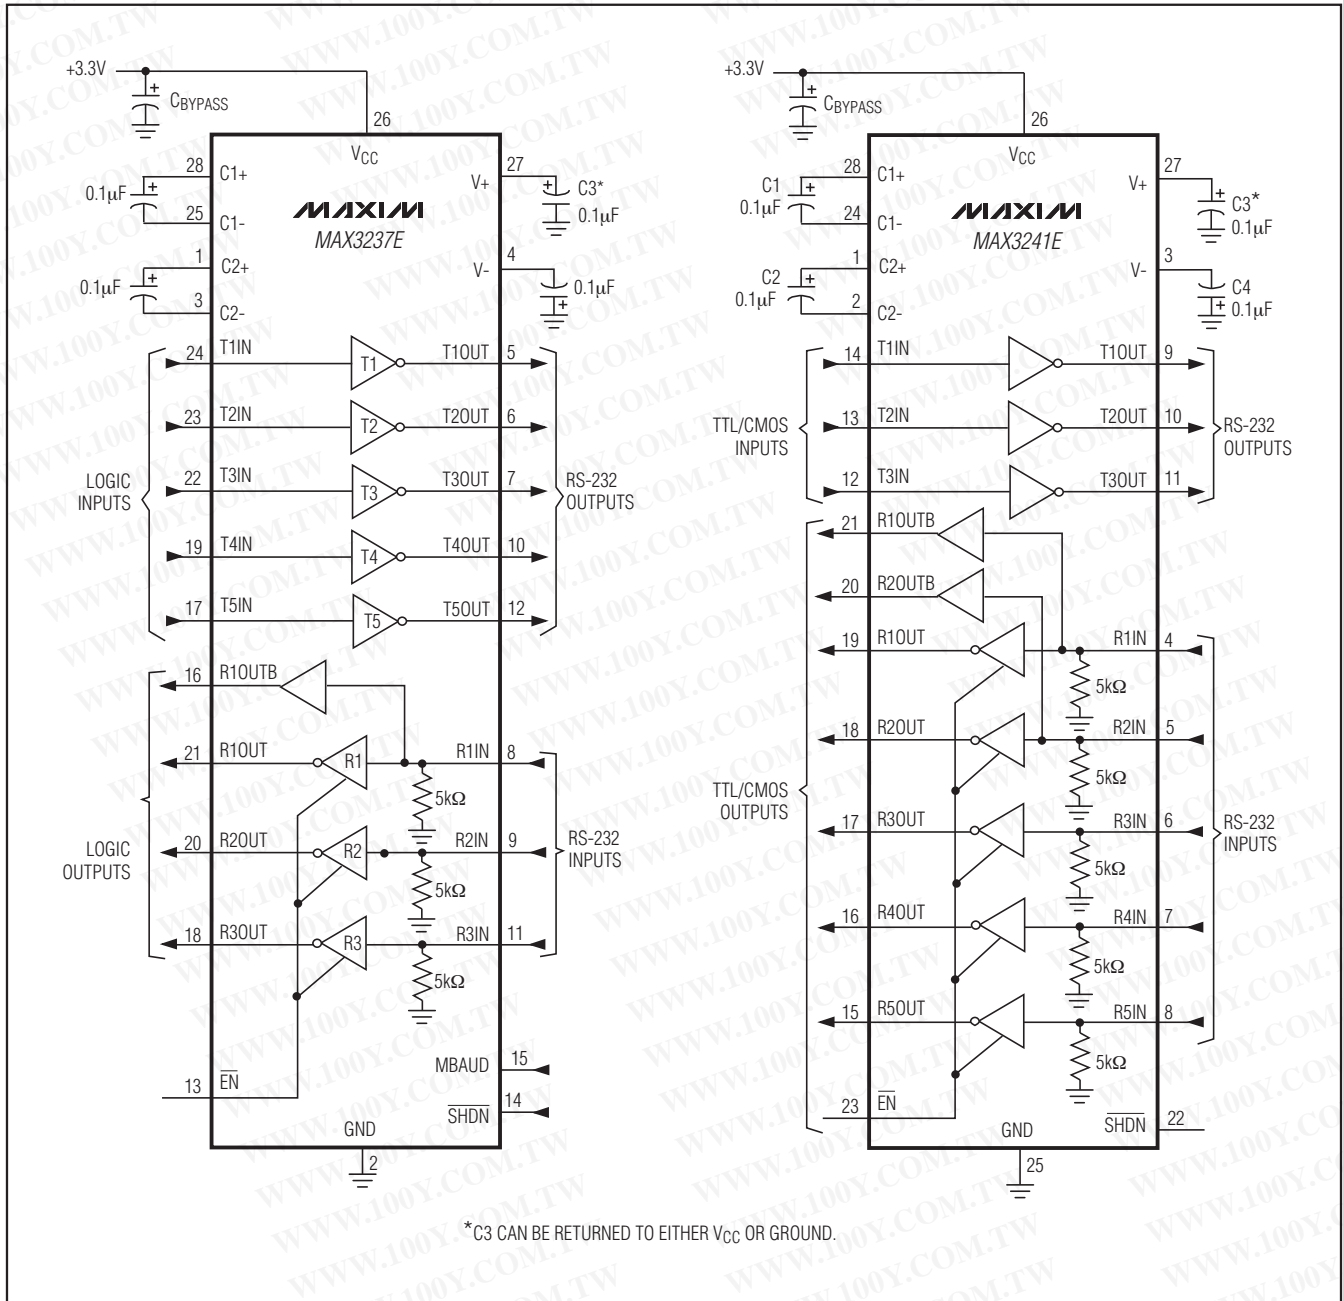 +3.3V
CBYPASS
26
VCC
28
C1+
0.1µF
25
C1-
MAXIM
MAX3237E
27
V+
C3*
0.1µF
1
C2+
0.1µF
3
C2-
4
V-
0.1µF
24 T1IN T1 T1OUT 5
23 T2IN T2 T2OUT 6
22 T3IN T3 T3OUT 7
19 T4IN T4 T4OUT 10
17 T5IN T5 T5OUT 12
LOGIC
INPUTS
RS-232
OUTPUTS
16 R1OUTB
21 R1OUT R1 R1IN 8
5kΩ
20 R2OUT R2 R2IN 9
5kΩ
18 R3OUT R3 R3IN 11
5kΩ
LOGIC
OUTPUTS
RS-232
INPUTS
MBAUD 15
13 EN
SHDN 14
GND
2
+3.3V
CBYPASS
26
VCC
28
C1+
C1
0.1µF
24
C1-
MAXIM
MAX3241E
27
V+
C3*
0.1µF
1
C2+
C2
0.1µF
2
C2-
3
V-
C4
0.1µF
14 T1IN T1OUT 9
13 T2IN T2OUT 10
12 T3IN T3OUT 11
TTL/CMOS
INPUTS
RS-232
OUTPUTS
21 R1OUTB
20 R2OUTB
19 R1OUT R1IN 4
5kΩ
18 R2OUT R2IN 5
5kΩ
17 R3OUT R3IN 6
5kΩ
16 R4OUT R4IN 7
5kΩ
15 R5OUT R5IN 8
5kΩ
TTL/CMOS
OUTPUTS
RS-232
INPUTS
23 EN
SHDN 22
GND
25
*C3 CAN BE RETURNED TO EITHER VCC OR GROUND.
WWW.100Y.COM.TW